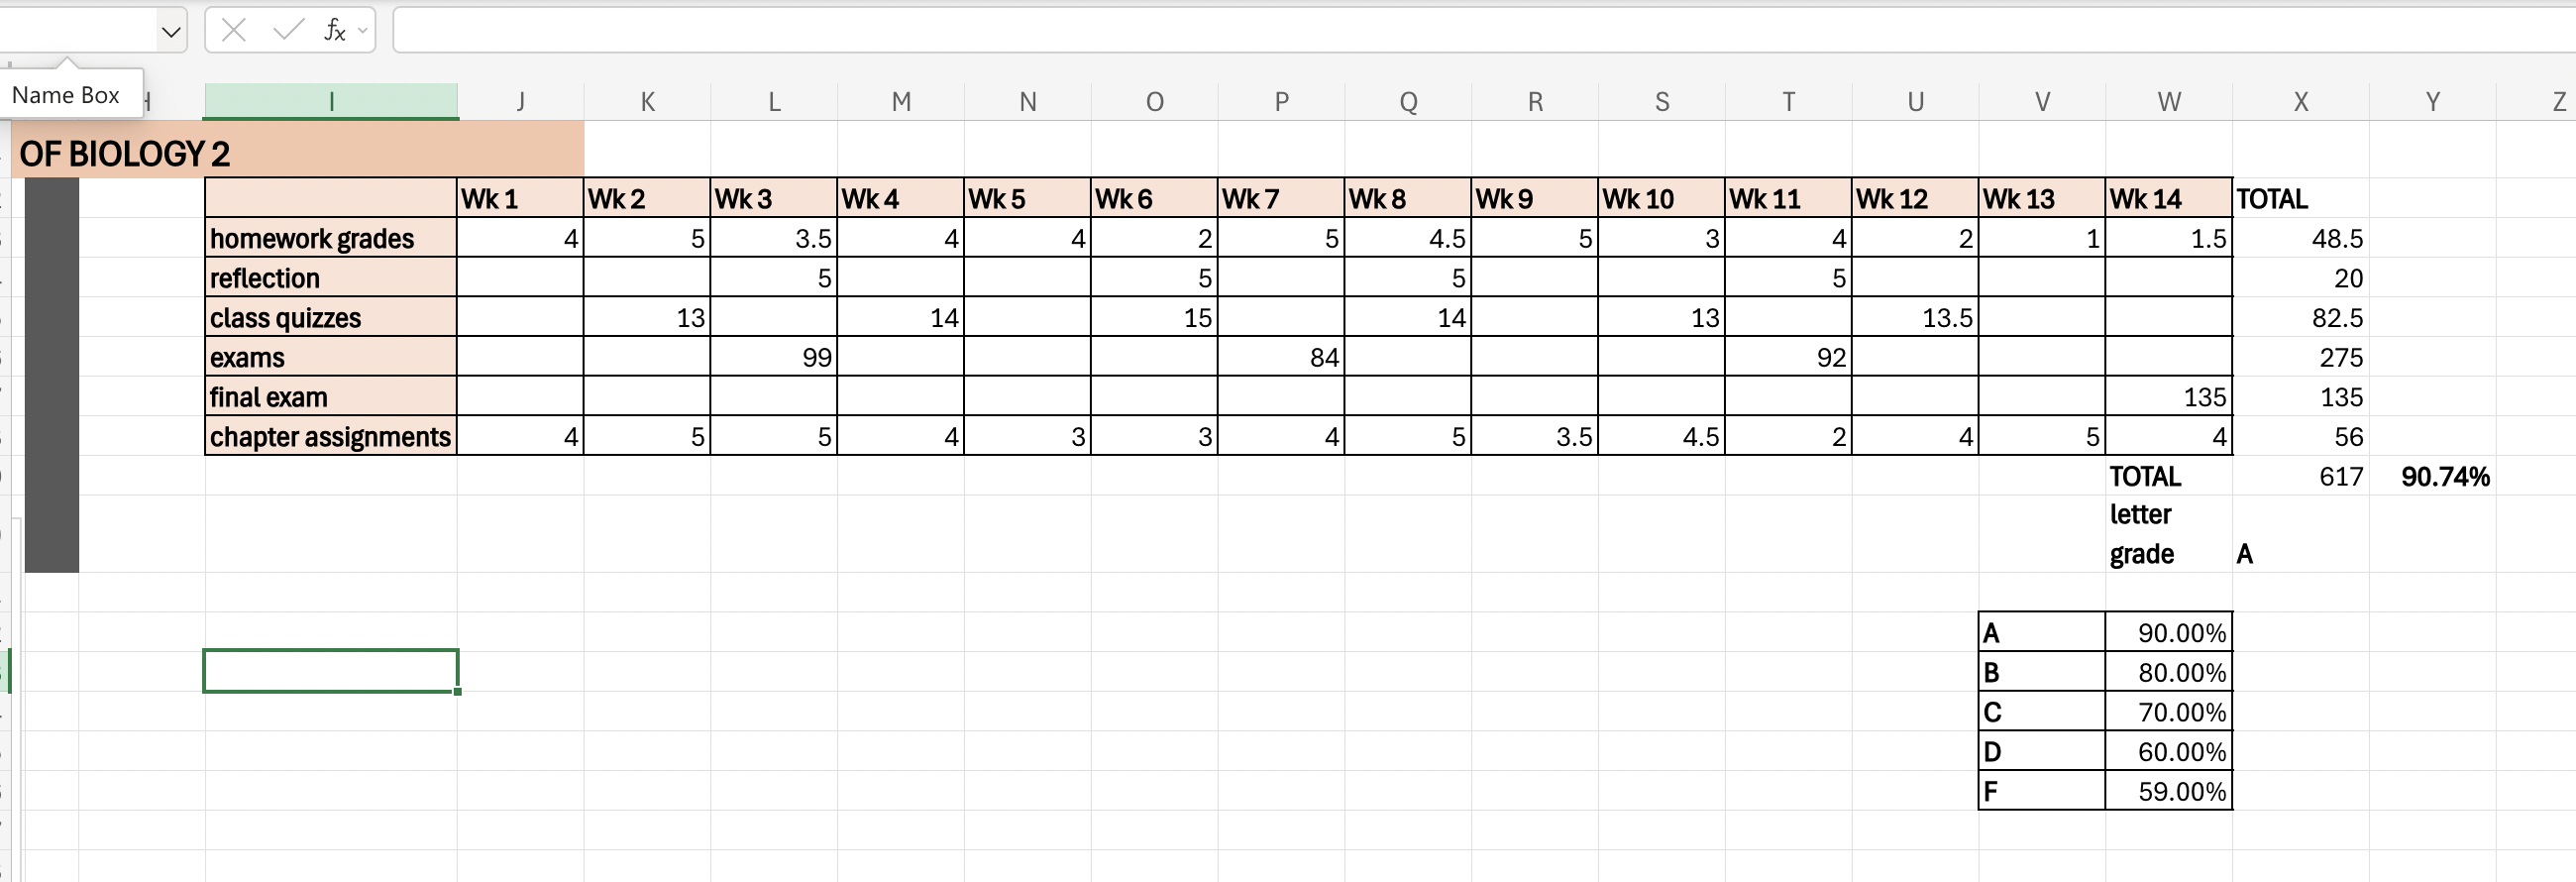 fx
Name Box
H I J K L M N O P Q R S T U V W X Y Z
OF BIOLOGY 2
Wk 1 Wk 2 Wk 3 Wk 4 Wk 5 Wk 6 Wk 7 Wk 8 Wk 9 Wk 10 Wk 11 Wk 12 Wk 13 Wk 14 TOTAL
homework grades 4 5 3.5 4 4 2 5 4.5 5 3 4 2 1 1.5 48.5
reflection 5 5 5 5 20
class quizzes 13 14 15 14 13 13.5 82.5
exams 99 84 92 275
final exam 135 135
chapter assignments 4 5 5 4 3 3 4 5 3.5 4.5 2 4 5 4 56
TOTAL 617 90.74%
letter
grade A
A 90.00%
B 80.00%
C 70.00%
D 60.00%
F 59.00%